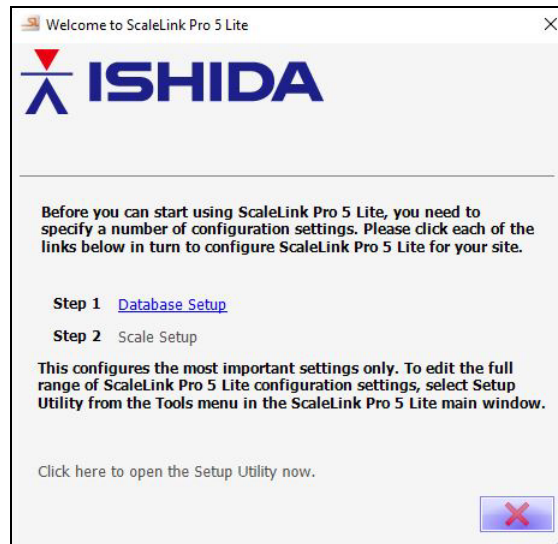 Welcome to ScaleLink Pro 5 Lite
ISHIDA
Before you can start using ScaleLink Pro 5 Lite, you need to
specify a number of configuration settings. Please click each of the
links below in turn to configure ScaleLink Pro 5 Lite for your site.
Step 1 Database Setup
Step 2 Scale Setup
This configures the most important settings only. To edit the full
range of ScaleLink Pro 5 Lite configuration settings, select Setup
Utility from the Tools menu in the ScaleLink Pro 5 Lite main window.
Click here to open the Setup Utility now.